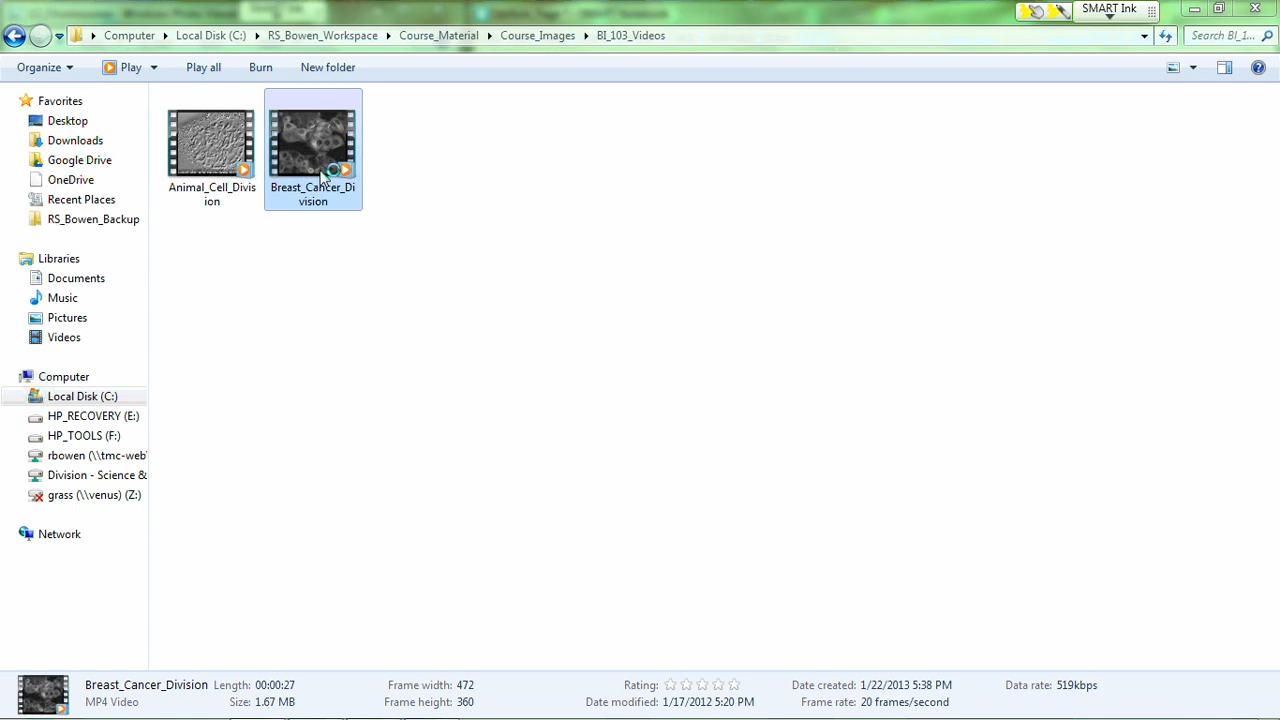 SMART Ink
Computer Local Disk (C:) RS_Bowen_Workspace Course_Material Course_Images BI_103_Videos Search BI_1...
Organize Play Play all Burn New folder
Favorites
Desktop
Downloads
Google Drive
OneDrive
Recent Places
RS_Bowen_Backup
Libraries
Documents
Music
Pictures
Videos
Computer
Local Disk (C:)
HP_RECOVERY (E:)
HP_TOOLS (F:)
rbowen (\\tmc-web
Division - Science &
grass (\\venus) (Z:)
Network
Animal_Cell_Divis
ion
Breast_Cancer_Di
vision
Breast_Cancer_Division Length: 00:00:27 Frame width: 472 Rating: Date created: 1/22/2013 5:38 PM Data rate: 519kbps
MP4 Video Size: 1.67 MB Frame height: 360 Date modified: 1/17/2012 5:20 PM Frame rate: 20 frames/second